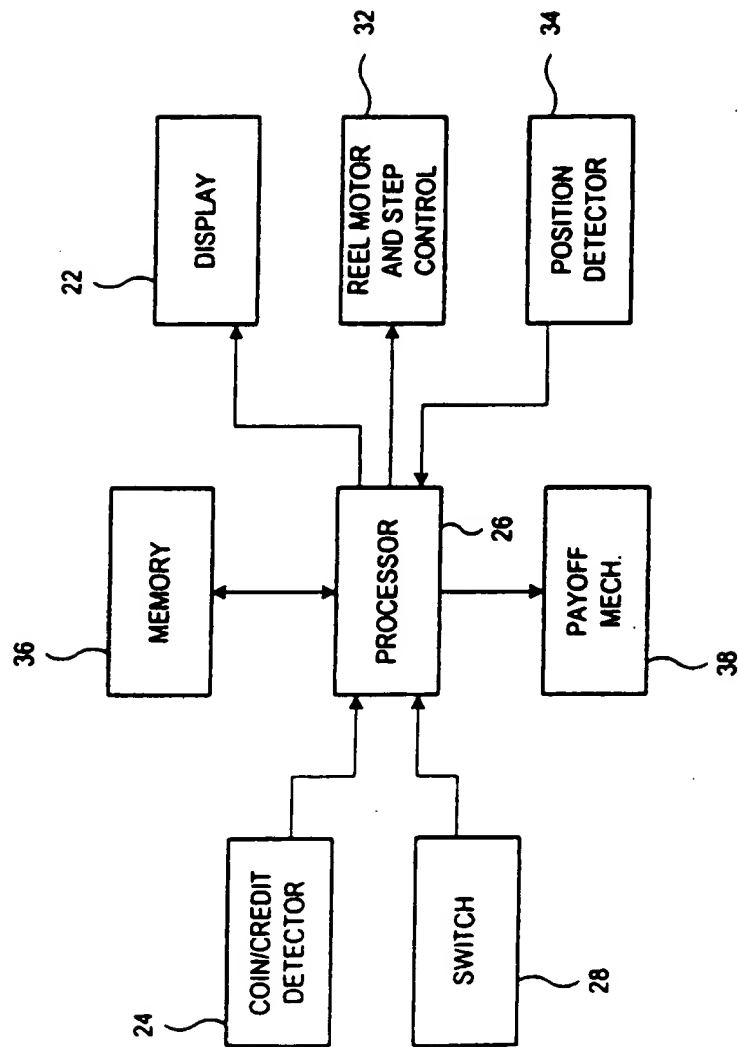 36
MEMORY
22
DISPLAY
24
COIN/CREDIT
DETECTOR
PROCESSOR
26
REEL MOTOR
AND STEP
CONTROL
32
SWITCH
28
PAYOFF
MECH.
38
POSITION
DETECTOR
34